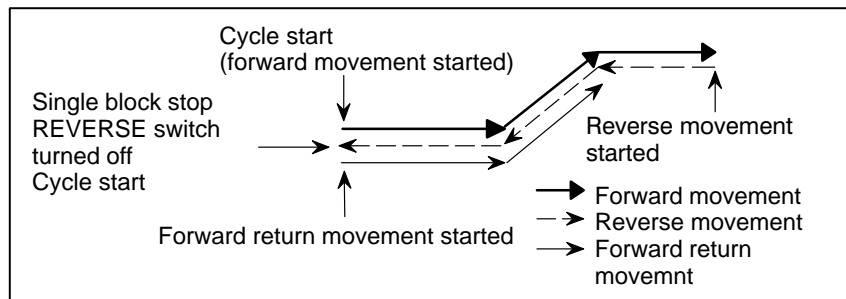 Cycle start
(forward movement started)
Single block stop
REVERSE switch
turned off
Cycle start
Reverse movement
started
Forward return movement started
Forward movement
Reverse movement
Forward return
movemnt